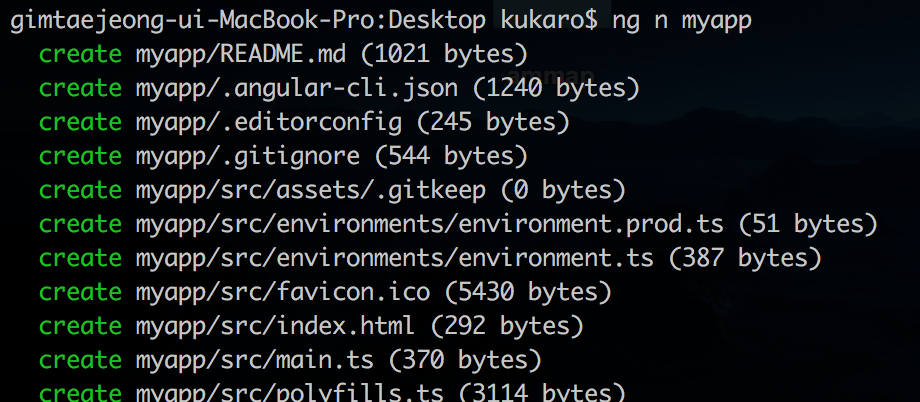 gimtaejeong-ui-MacBook-Pro:Desktop kukaro$ ng n myapp
create myapp/README.md (1021 bytes)
amman
create myapp/.angular-cli.json (1240 bytes)
create myapp/.editorconfig (245 bytes)
create myapp/.gitignore (544 bytes)
create myapp/src/assets/.gitkeep (0 bytes)
create myapp/src/environments/environment.prod.ts (51 bytes)
create myapp/src/environments/environment.ts (387 bytes)
create myapp/src/favicon.ico (5430 bytes)
create myapp/src/index.html (292 bytes)
create myapp/src/main.ts (370 bytes)
create myapp/src/polyfills.ts (3114 bytes)